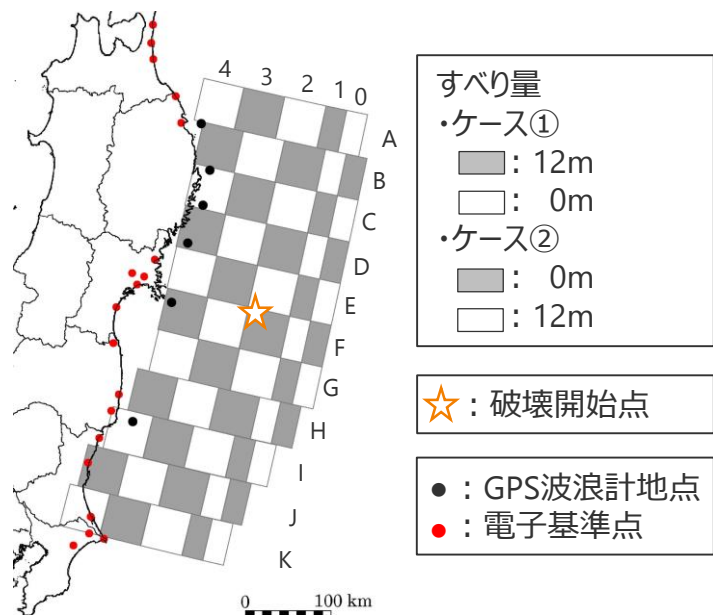 4
3
2
1
0
A
B
C
D
E
F
G
H
I
J
K
0 100 km
すべり量
・ケース①
: 12m
: 0m
・ケース②
: 0m
: 12m
: 破壊開始点
: GPS波浪計地点
: 電子基準点